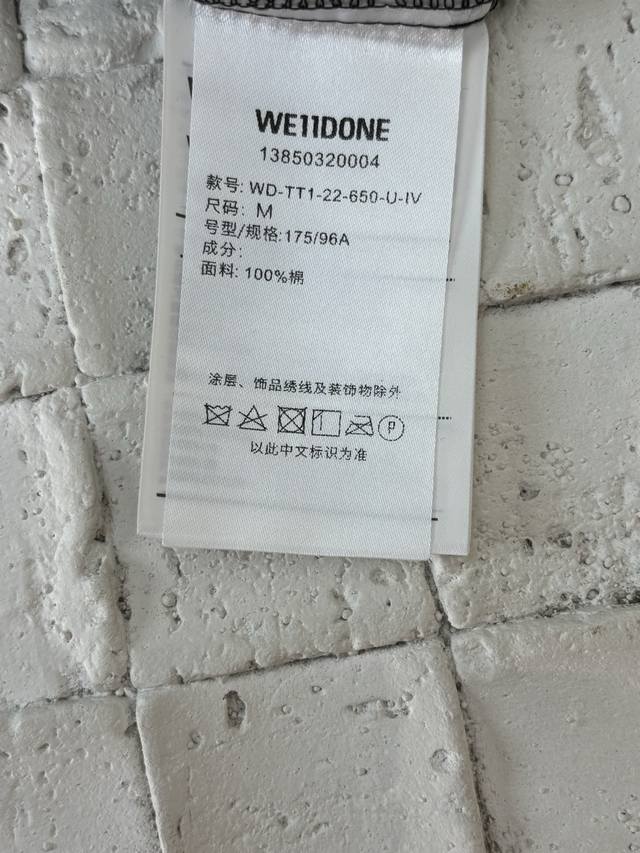 WE11DONE
13850320004
款号: WD-TT1-22-650-U-IV
尺码: M
号型/规格:175/96A
成分:
面料: 100%棉
涂层、饰品绣线及装饰物除外
P
以此中文标识为准